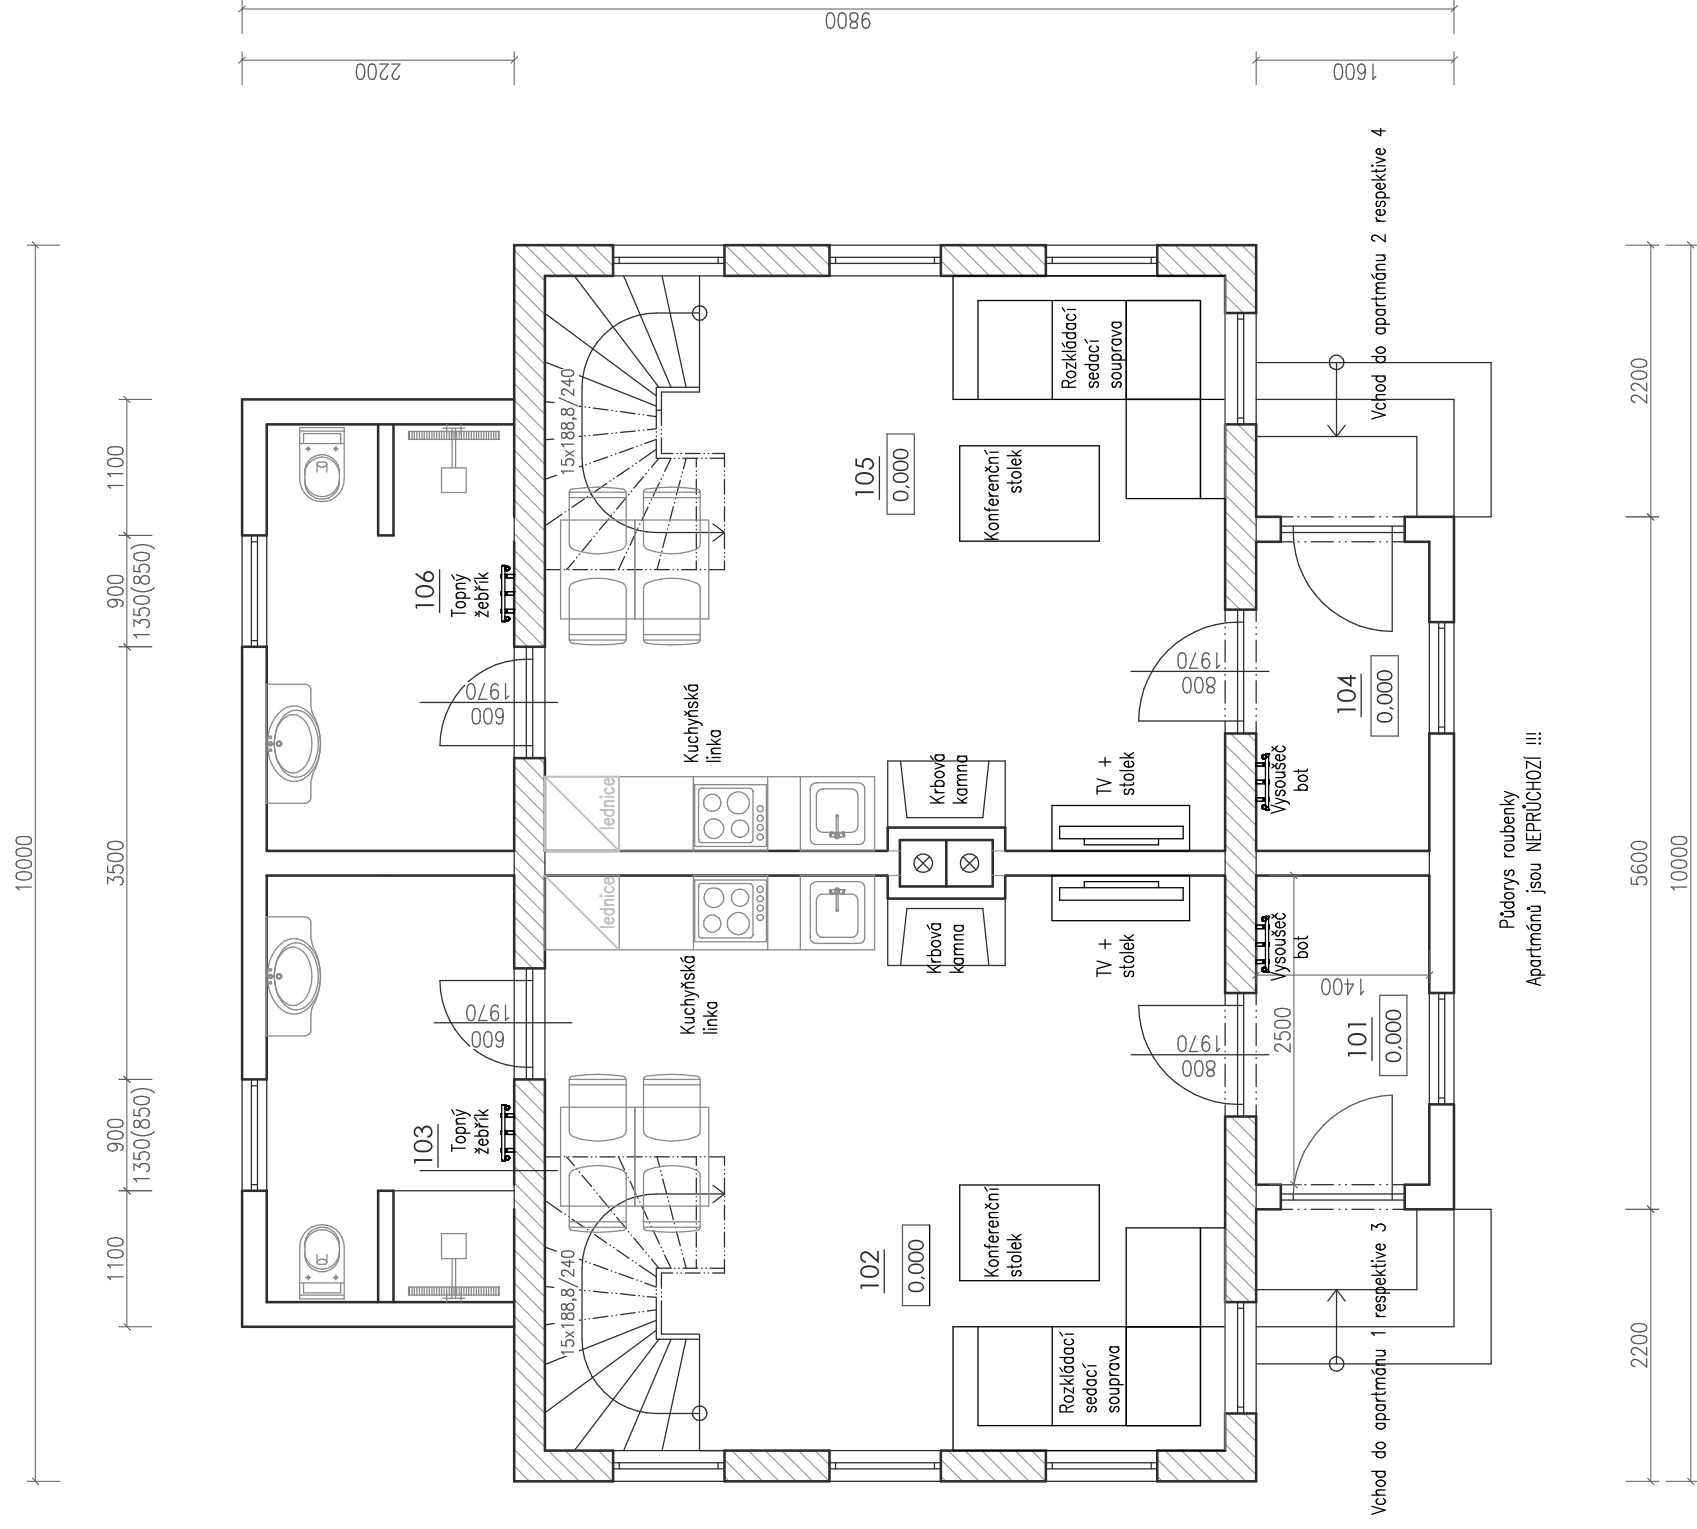 9800
2200
1600
10000
1100
900
1350(850)
3500
900
1350(850)
1100
2200
5600
2200
10000
Vchod do apartmánu 2 respektive 4
15x188,8/240
Rozkládací
sedací
souprava
105
0,000
Konferenční
stolek
106
Topný
žebřík
1970
600
Kuchyňská
linka
lednice
Krbová
kamna
TV +
stolek
1970
800
104
0,000
Vysoušeč
bot
Půdorys roubenky
Apartmánů jsou NEPRŮCHOZÍ !!!
lednice
Kuchyňská
linka
Krbová
kamna
TV +
stolek
Vysoušeč
bot
1400
2500
101
0,000
1970
600
1970
800
103
Topný
žebřík
15x188,8/240
102
0,000
Konferenční
stolek
Rozkládací
sedací
souprava
Vchod do apartmánu 1 respektive 3